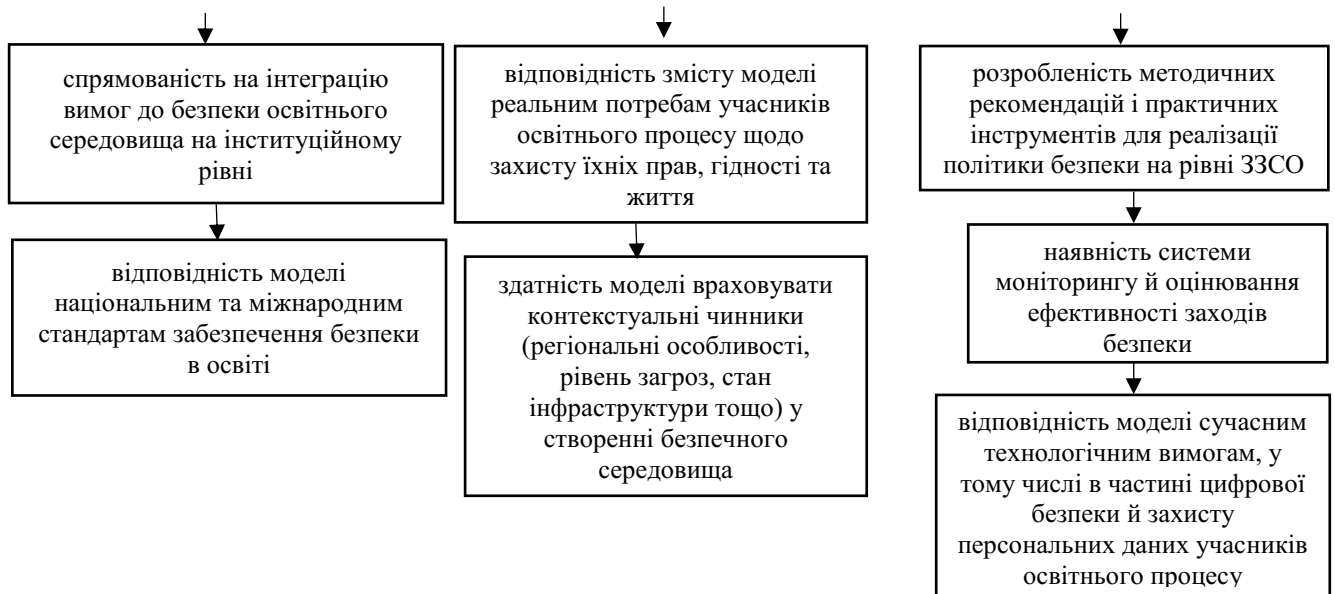 спрямованість на інтеграцію
вимог до безпеки освітнього
середовища на інституційному
рівні
відповідність моделі
національним та міжнародним
стандартам забезпечення безпеки
в освіті
відповідність змісту моделі
реальним потребам учасників
освітнього процесу щодо
захисту їхніх прав, гідності та
життя
здатність моделі враховувати
контекстуальні чинники
(регіональні особливості,
рівень загроз, стан
інфраструктури тощо) у
створенні безпечного
середовища
розробленість методичних
рекомендацій і практичних
інструментів для реалізації
політики безпеки на рівні ЗЗСО
наявність системи
моніторингу й оцінювання
ефективності заходів
безпеки
відповідність моделі сучасним
технологічним вимогам, у
тому числі в частині цифрової
безпеки й захисту
персональних даних учасників
освітнього процесу